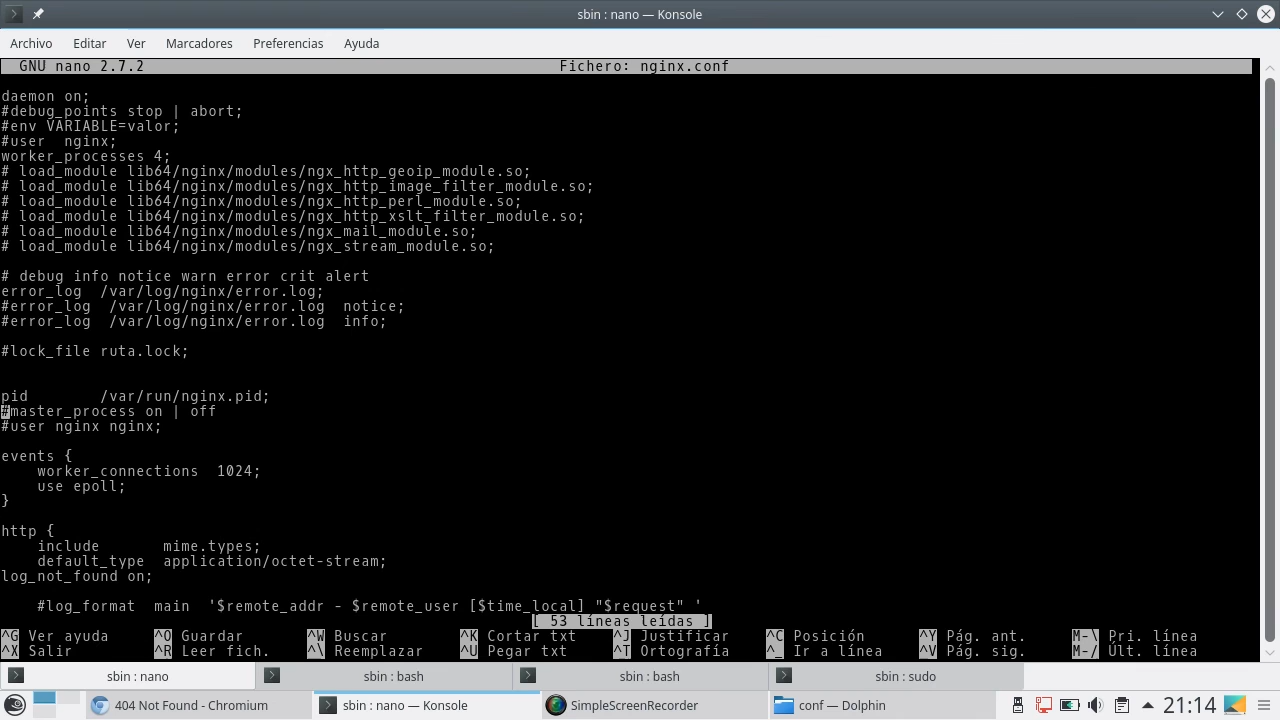 sbin : nano — Konsole
Archivo Editar Ver Marcadores Preferencias Ayuda
GNU nano 2.7.2 Fichero: nginx.conf
daemon on;
#debug_points stop | abort;
#env VARIABLE=valor;
#user  nginx;
worker_processes 4;
# load_module lib64/nginx/modules/ngx_http_geoip_module.so;
# load_module lib64/nginx/modules/ngx_http_image_filter_module.so;
# load_module lib64/nginx/modules/ngx_http_perl_module.so;
# load_module lib64/nginx/modules/ngx_http_xslt_filter_module.so;
# load_module lib64/nginx/modules/ngx_mail_module.so;
# load_module lib64/nginx/modules/ngx_stream_module.so;
# debug info notice warn error crit alert
error_log  /var/log/nginx/error.log;
#error_log  /var/log/nginx/error.log  notice;
#error_log  /var/log/nginx/error.log  info;
#lock_file ruta.lock;
pid        /var/run/nginx.pid;
#master_process on | off
#user nginx nginx;
events {
    worker_connections  1024;
    use epoll;
}
http {
    include       mime.types;
    default_type  application/octet-stream;
log_not_found on;
    #log_format  main  '$remote_addr - $remote_user [$time_local] "$request" '
[ 53 líneas leídas ]
^G Ver ayuda ^O Guardar ^W Buscar ^K Cortar txt ^J Justificar ^C Posición ^Y Pág. ant. M-\ Pri. línea
^X Salir ^R Leer fich. ^\ Reemplazar ^U Pegar txt ^T Ortografía ^_ Ir a línea ^V Pág. sig. M-/ Últ. línea
sbin : nano sbin : bash sbin : bash sbin : sudo
404 Not Found - Chromium sbin : nano — Konsole SimpleScreenRecorder conf — Dolphin 21:14